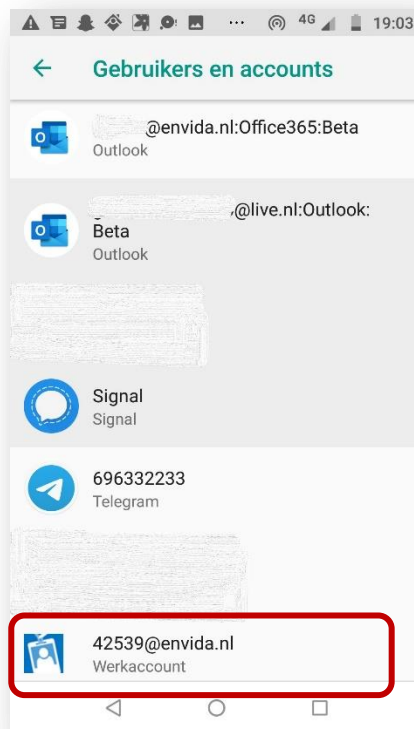 4G 19:03
Gebruikers en accounts
@envida.nl:Office365:Beta
Outlook
@live.nl:Outlook:
Beta
Outlook
Signal
Signal
696332233
Telegram
42539@envida.nl
Werkaccount